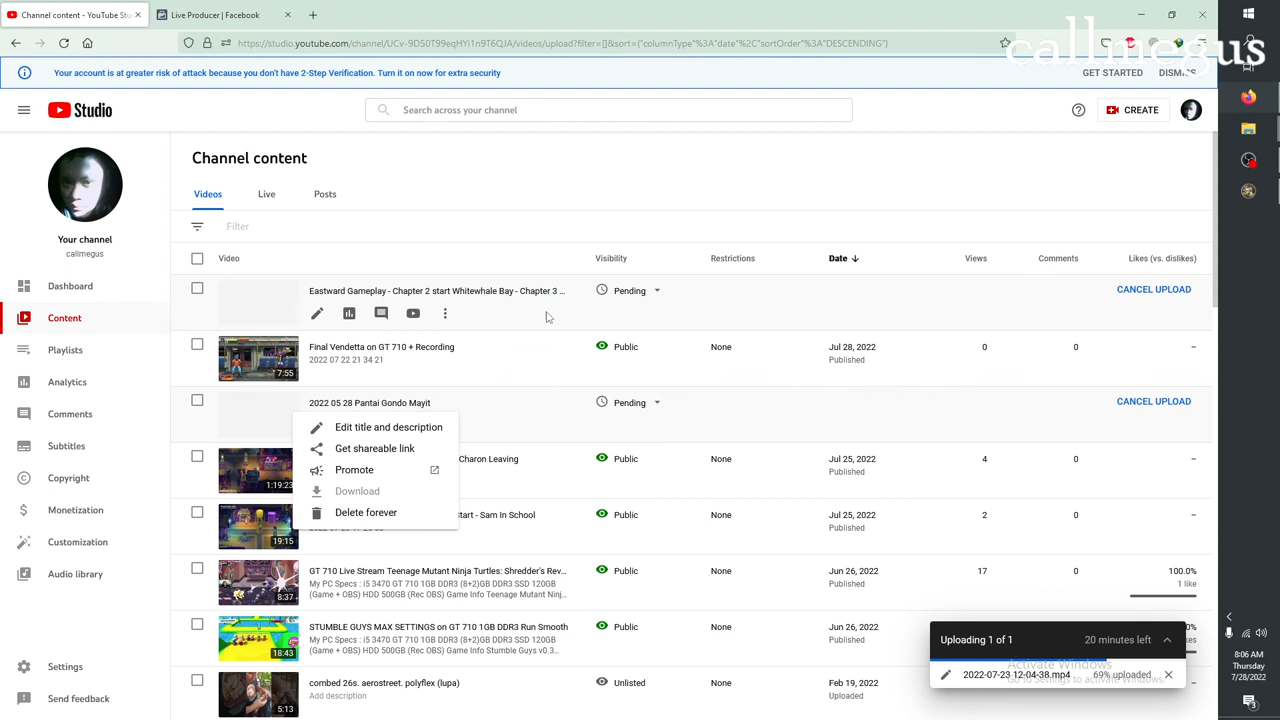 Channel content - YouTube Stu
Live Producer | Facebook
https://studio.youtube.com/channel/UCv-9D3DT99eqHYi1n9T6CJA/videos/upload?filter=[]&sort={"columnType"%3A"date"%2C"sortOrder"%3A"DESCENDING"}
callmegus
Your account is at greater risk of attack because you don't have 2-Step Verification. Turn it on now for extra security
GET STARTED
DISMISS
Studio
Search across your channel
CREATE
Your channel
callmegus
Dashboard
Content
Playlists
Analytics
Comments
Subtitles
Copyright
Monetization
Customization
Audio library
Settings
Send feedback
Channel content
Videos Live Posts
Filter
Video Visibility Restrictions Date Views Comments Likes (vs. dislikes)
Eastward Gameplay - Chapter 2 start Whitewhale Bay - Chapter 3 ... Pending CANCEL UPLOAD
Final Vendetta on GT 710 + Recording Public None Jul 28, 2022 0 0 –
2022 07 22 21 34 21 Published
7:55
2022 05 28 Pantai Gondo Mayit Pending CANCEL UPLOAD
Edit title and description
Get shareable link
Promote
Download
Delete forever
Charon Leaving Public None Jul 25, 2022 4 0 –
Published
1:19:23
Start - Sam In School Public None Jul 25, 2022 2 0 –
Published
19:15
GT 710 Live Stream Teenage Mutant Ninja Turtles: Shredder's Rev... Public None Jun 26, 2022 17 0 100.0%
My PC Specs : i5 3470 GT 710 1GB DDR3 (8+2)GB DDR3 SSD 120GB Published 1 like
(Game + OBS) HDD 500GB (Rec OBS) Game Info Teenage Mutant Ninj...
8:37
STUMBLE GUYS MAX SETTINGS on GT 710 1GB DDR3 Run Smooth Public None Jun 26, 2022
My PC Specs : i5 3470 GT 710 1GB DDR3 (8+2)GB DDR3 SSD 120GB Published
(Game + OBS) HDD 500GB (Rec OBS) Game Info Stumble Guys v0.3...
18:43
combed 26s. aerosmith. polyflex (lupa) Unlisted None Feb 19, 2022
Add description Uploaded
5:13
Uploading 1 of 1 20 minutes left
2022-07-23 12-04-38.mp4 69% uploaded
Activate Windows
Go to Settings to activate Windows.
8:06 AM
Thursday
7/28/2022
3